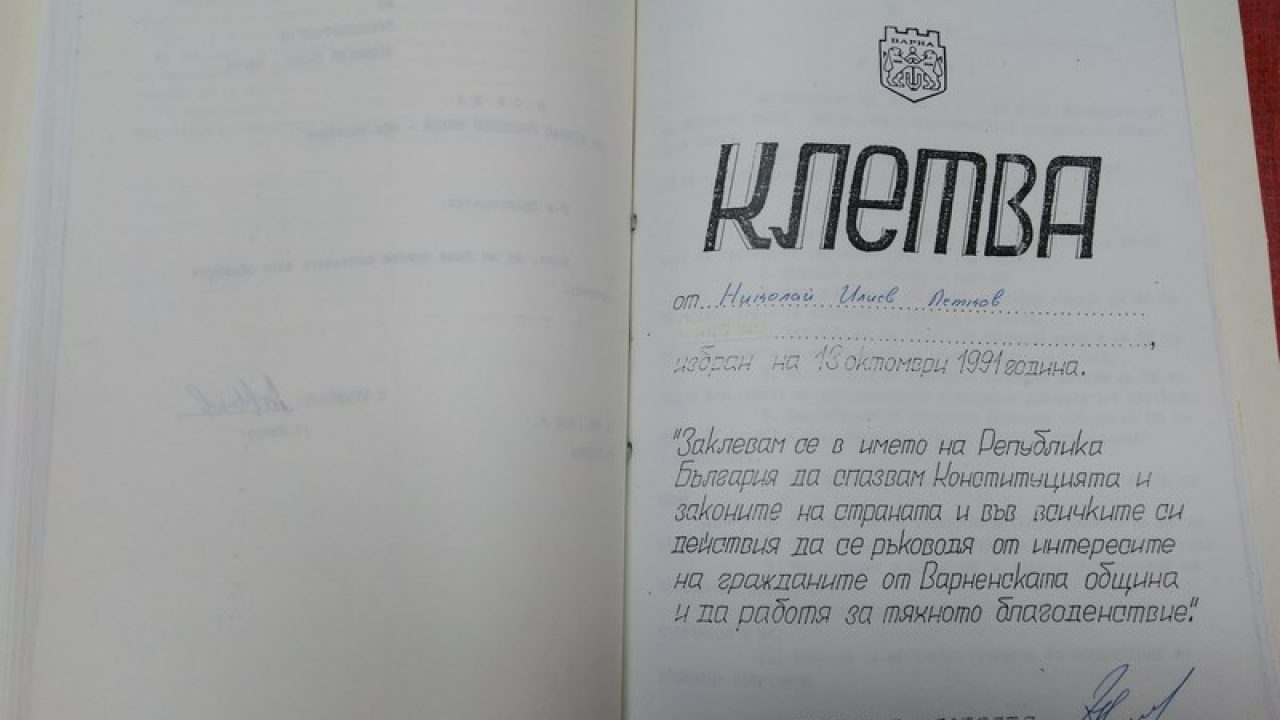 ВАРНА
КЛЕТВА
от Николай Илиев Петков
,
избран на 13 октомври 1991 година.
"Заклевам се в името на Република
България да спазвам Конституцията и
законите на страната и във всичките си
действия да се ръководя от интересите
на гражданите от Варненската община
и да работя за тяхното благоденствие."